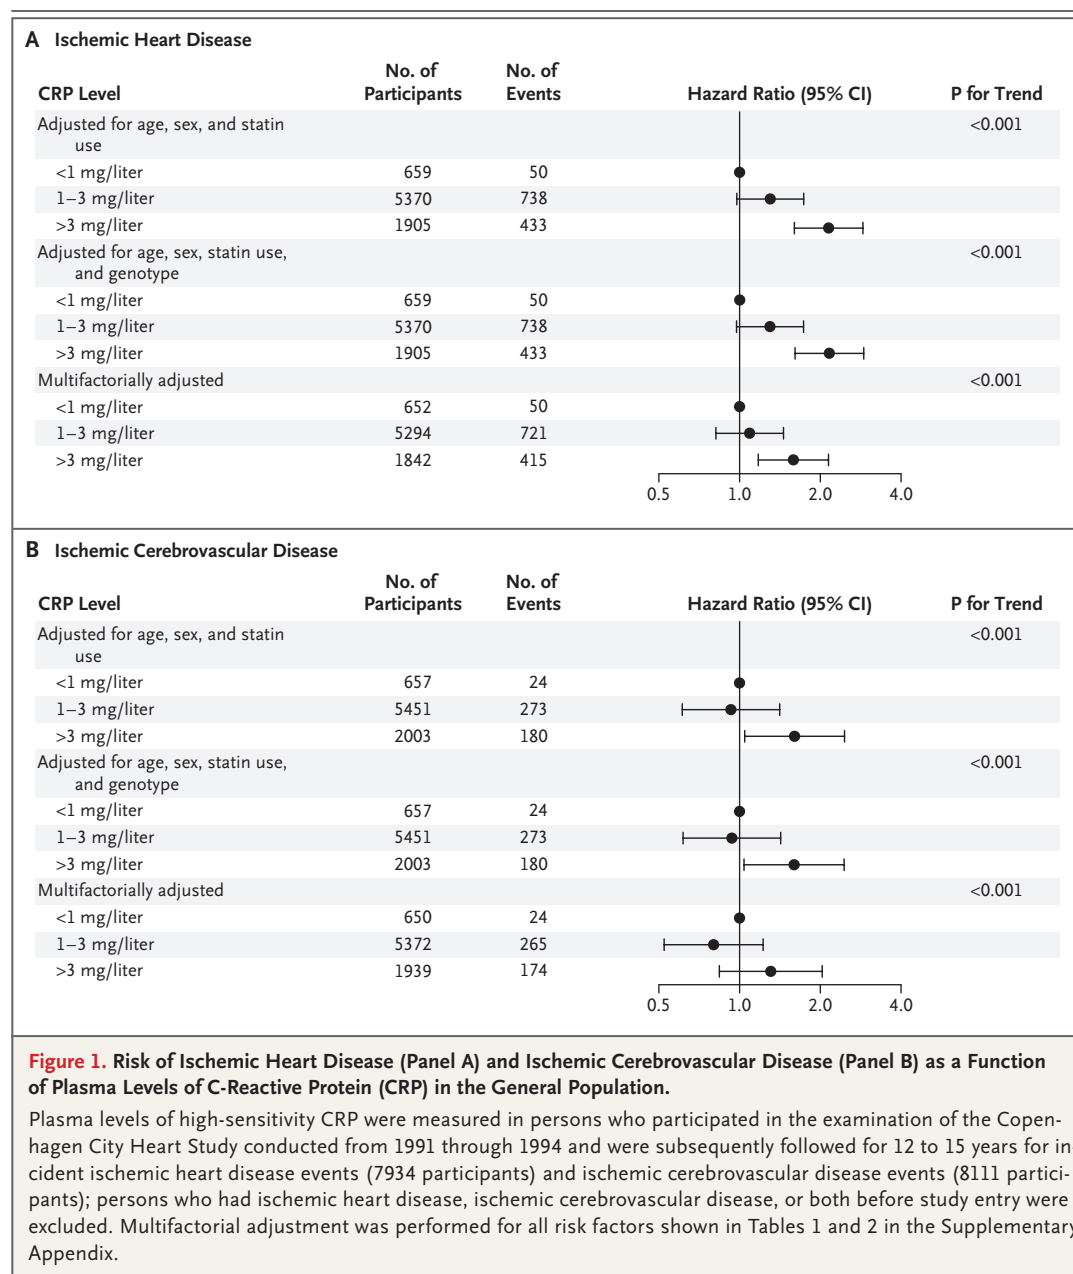 A Ischemic Heart Disease
CRP Level No. of Participants No. of Events Hazard Ratio (95% CI) P for Trend
Adjusted for age, sex, and statin <0.001
use
<1 mg/liter 659 50
1–3 mg/liter 5370 738
>3 mg/liter 1905 433
Adjusted for age, sex, statin use, <0.001
and genotype
<1 mg/liter 659 50
1–3 mg/liter 5370 738
>3 mg/liter 1905 433
Multifactorially adjusted <0.001
<1 mg/liter 652 50
1–3 mg/liter 5294 721
>3 mg/liter 1842 415
0.5 1.0 2.0 4.0
B Ischemic Cerebrovascular Disease
CRP Level No. of Participants No. of Events Hazard Ratio (95% CI) P for Trend
Adjusted for age, sex, and statin <0.001
use
<1 mg/liter 657 24
1–3 mg/liter 5451 273
>3 mg/liter 2003 180
Adjusted for age, sex, statin use, <0.001
and genotype
<1 mg/liter 657 24
1–3 mg/liter 5451 273
>3 mg/liter 2003 180
Multifactorially adjusted <0.001
<1 mg/liter 650 24
1–3 mg/liter 5372 265
>3 mg/liter 1939 174
0.5 1.0 2.0 4.0
Figure 1. Risk of Ischemic Heart Disease (Panel A) and Ischemic Cerebrovascular Disease (Panel B) as a Function
of Plasma Levels of C-Reactive Protein (CRP) in the General Population.
Plasma levels of high-sensitivity CRP were measured in persons who participated in the examination of the Copen-
hagen City Heart Study conducted from 1991 through 1994 and were subsequently followed for 12 to 15 years for in-
cident ischemic heart disease events (7934 participants) and ischemic cerebrovascular disease events (8111 partici-
pants); persons who had ischemic heart disease, ischemic cerebrovascular disease, or both before study entry were
excluded. Multifactorial adjustment was performed for all risk factors shown in Tables 1 and 2 in the Supplementary
Appendix.